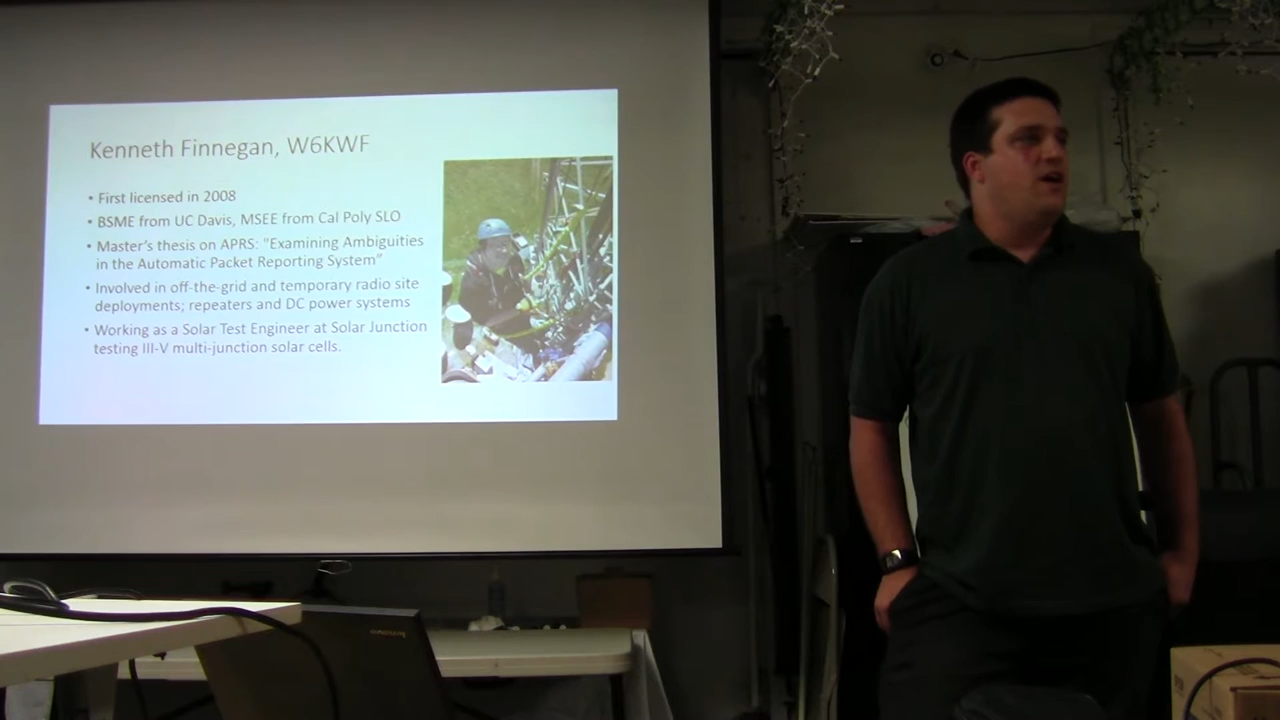 Kenneth Finnegan, W6KWF
• First licensed in 2008
• BSME from UC Davis, MSEE from Cal Poly SLO
• Master's thesis on APRS: "Examining Ambiguities
in the Automatic Packet Reporting System"
• Involved in off-the-grid and temporary radio site
deployments; repeaters and DC power systems
• Working as a Solar Test Engineer at Solar Junction
testing III-V multi-junction solar cells.
lenovo